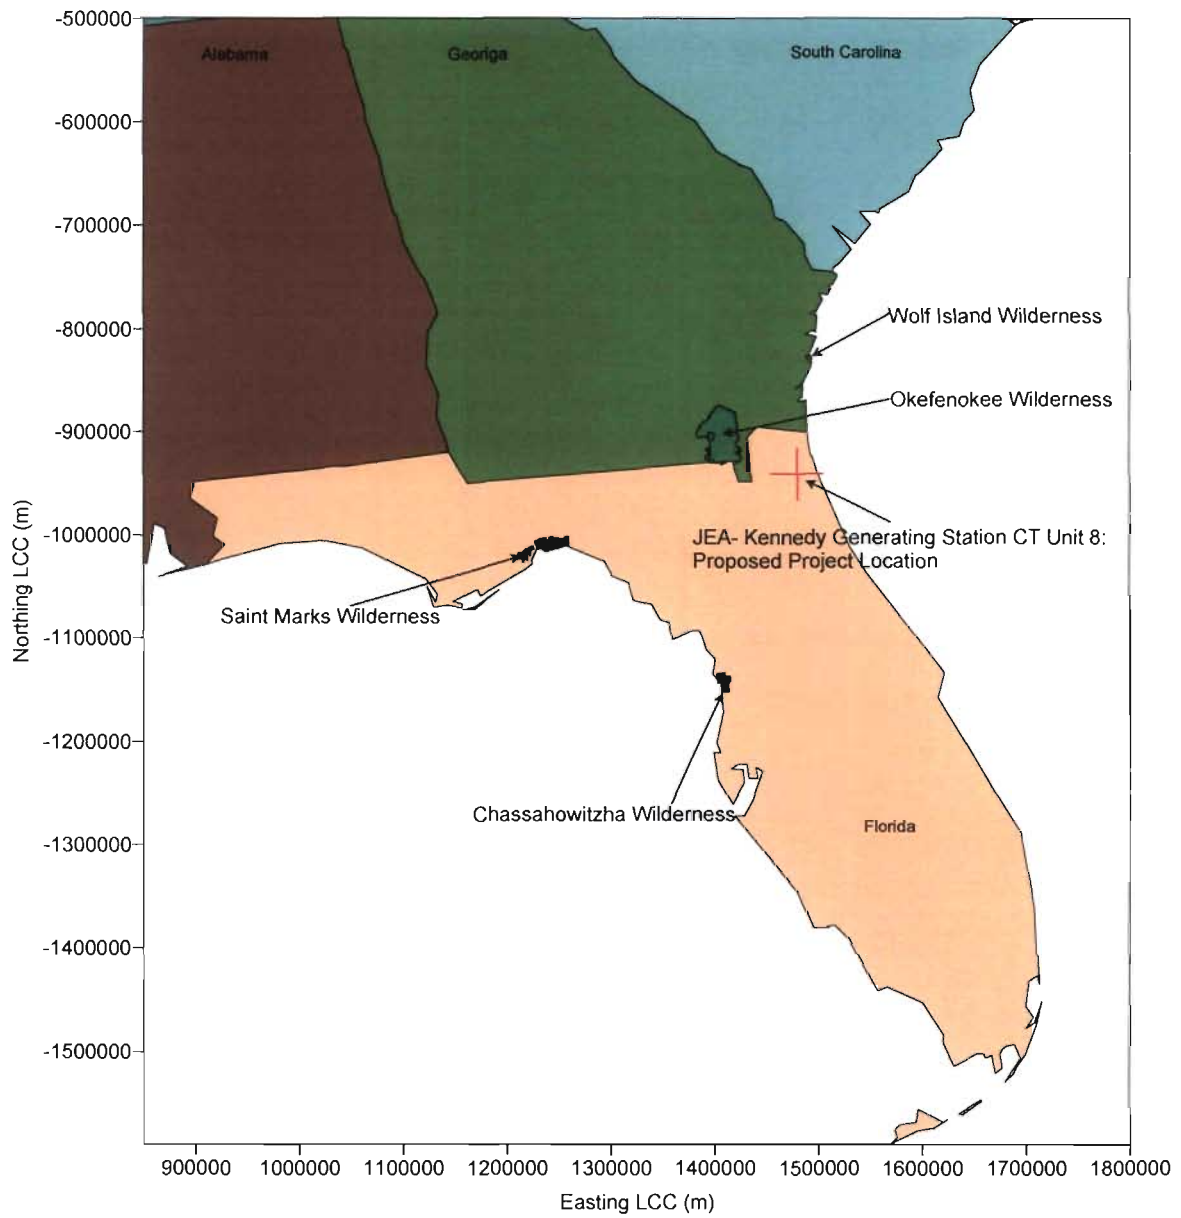 -500000
Alabama
Georiga
South Carolina
-600000
-700000
-800000
Wolf Island Wilderness
Okefenokee Wilderness
-900000
-1000000
JEA- Kennedy Generating Station CT Unit 8:
Proposed Project Location
Saint Marks Wilderness
-1100000
-1200000
Chassahowitzha Wilderness
Florida
-1300000
-1400000
-1500000
Northing LCC (m)
900000 1000000 1100000 1200000 1300000 1400000 1500000 1600000 1700000 1800000
Easting LCC (m)